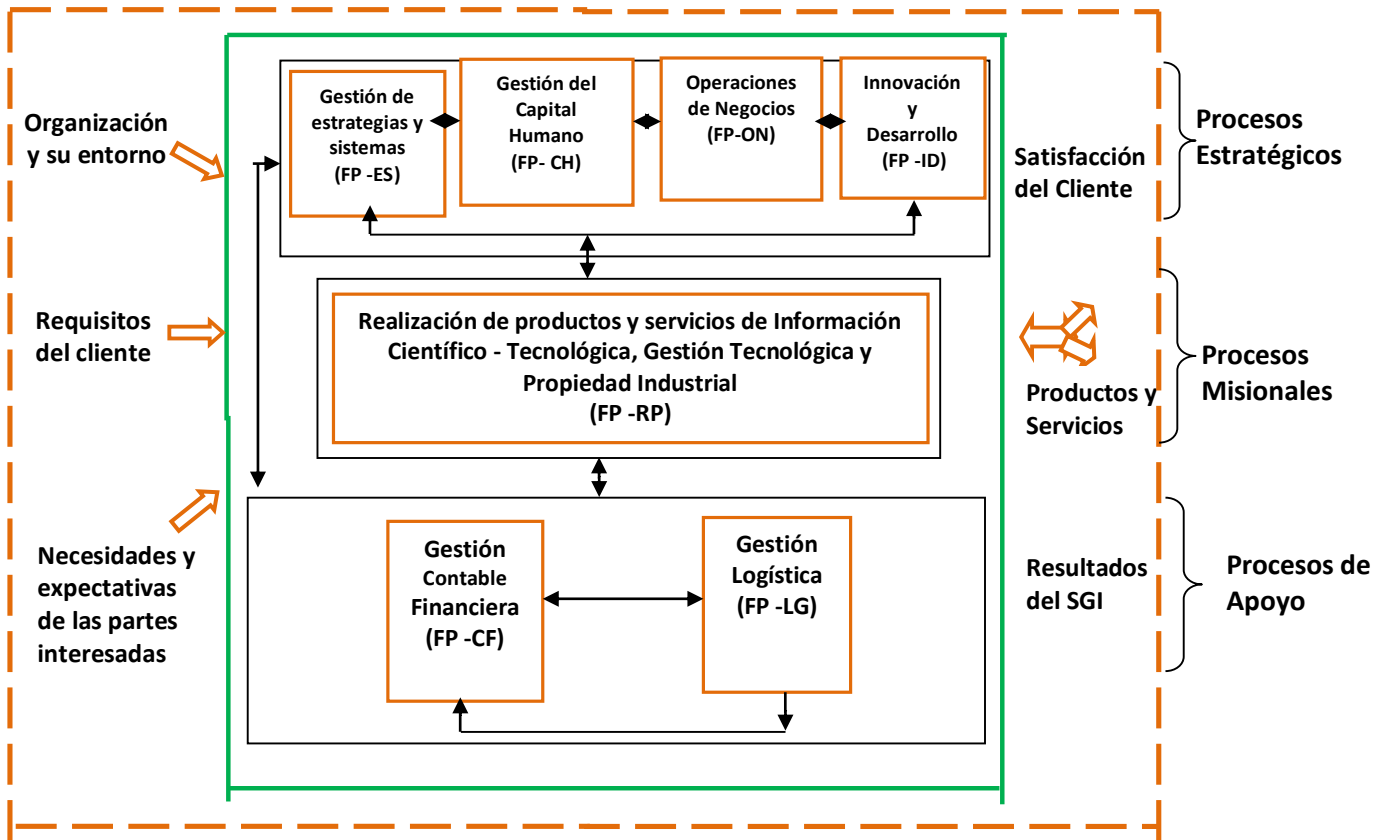 Organización
y su entorno
Requisitos
del cliente
Necesidades y
expectativas
de las partes
interesadas
Gestión de
estrategias y
sistemas
(FP -ES)
Gestión del
Capital
Humano
(FP- CH)
Operaciones
de Negocios
(FP-ON)
Innovación
y
Desarrollo
(FP -ID)
Realización de productos y servicios de Información
Científico - Tecnológica, Gestión Tecnológica y
Propiedad Industrial
(FP -RP)
Gestión
Contable
Financiera
(FP -CF)
Gestión
Logística
(FP -LG)
Satisfacción
del Cliente
Productos y
Servicios
Resultados
del SGI
Procesos
Estratégicos
Procesos
Misionales
Procesos de
Apoyo